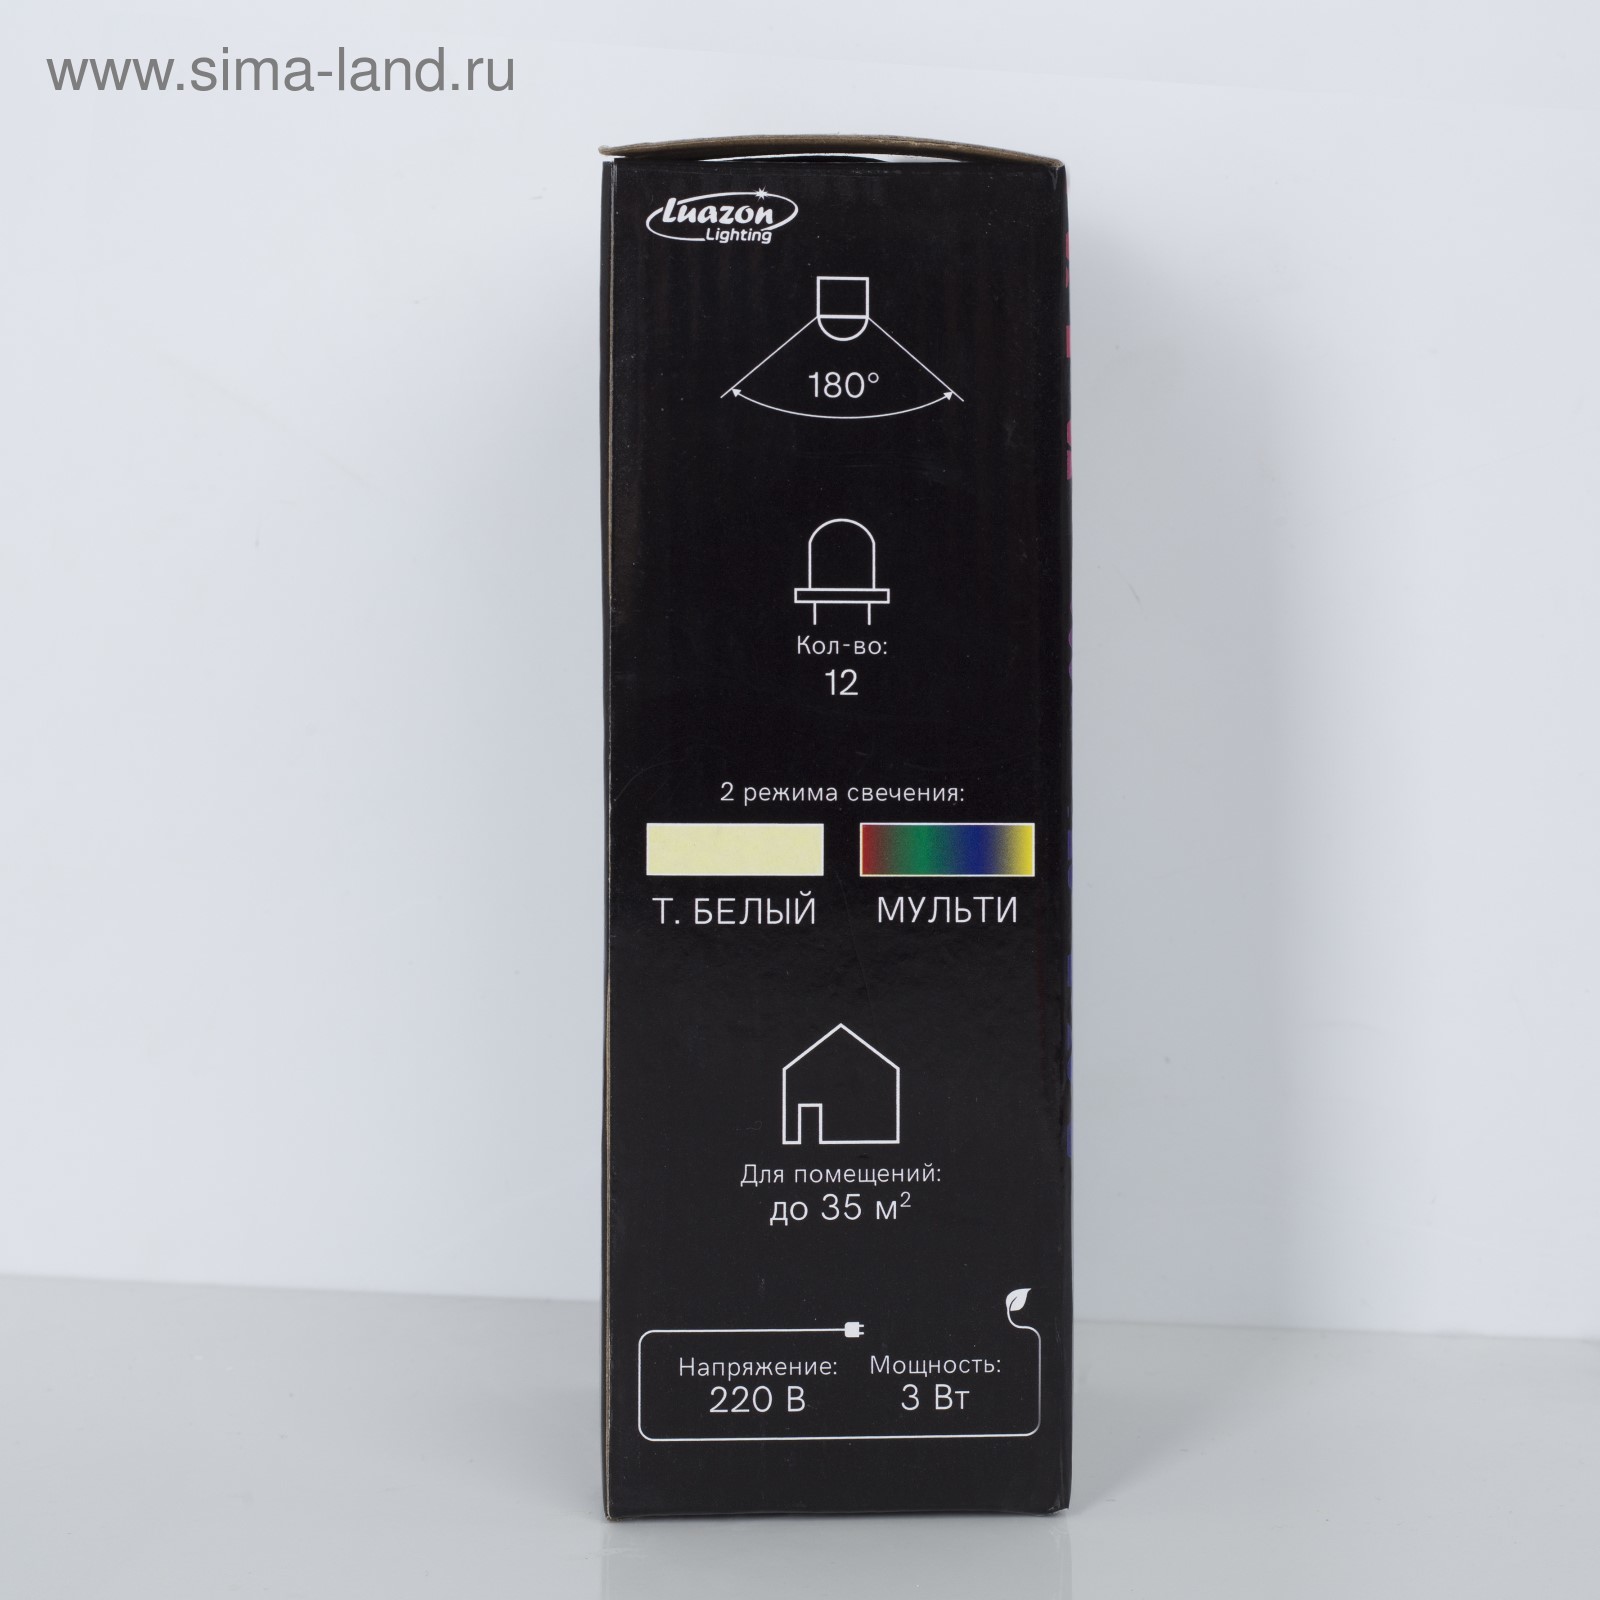 www.sima-land.ru
Luazon
Lighting
180°
Кол-во:
12
2 режима свечения:
Т. БЕЛЫЙ МУЛЬТИ
Для помещений:
до 35 м²
Напряжение: Мощность:
220 В 3 Вт